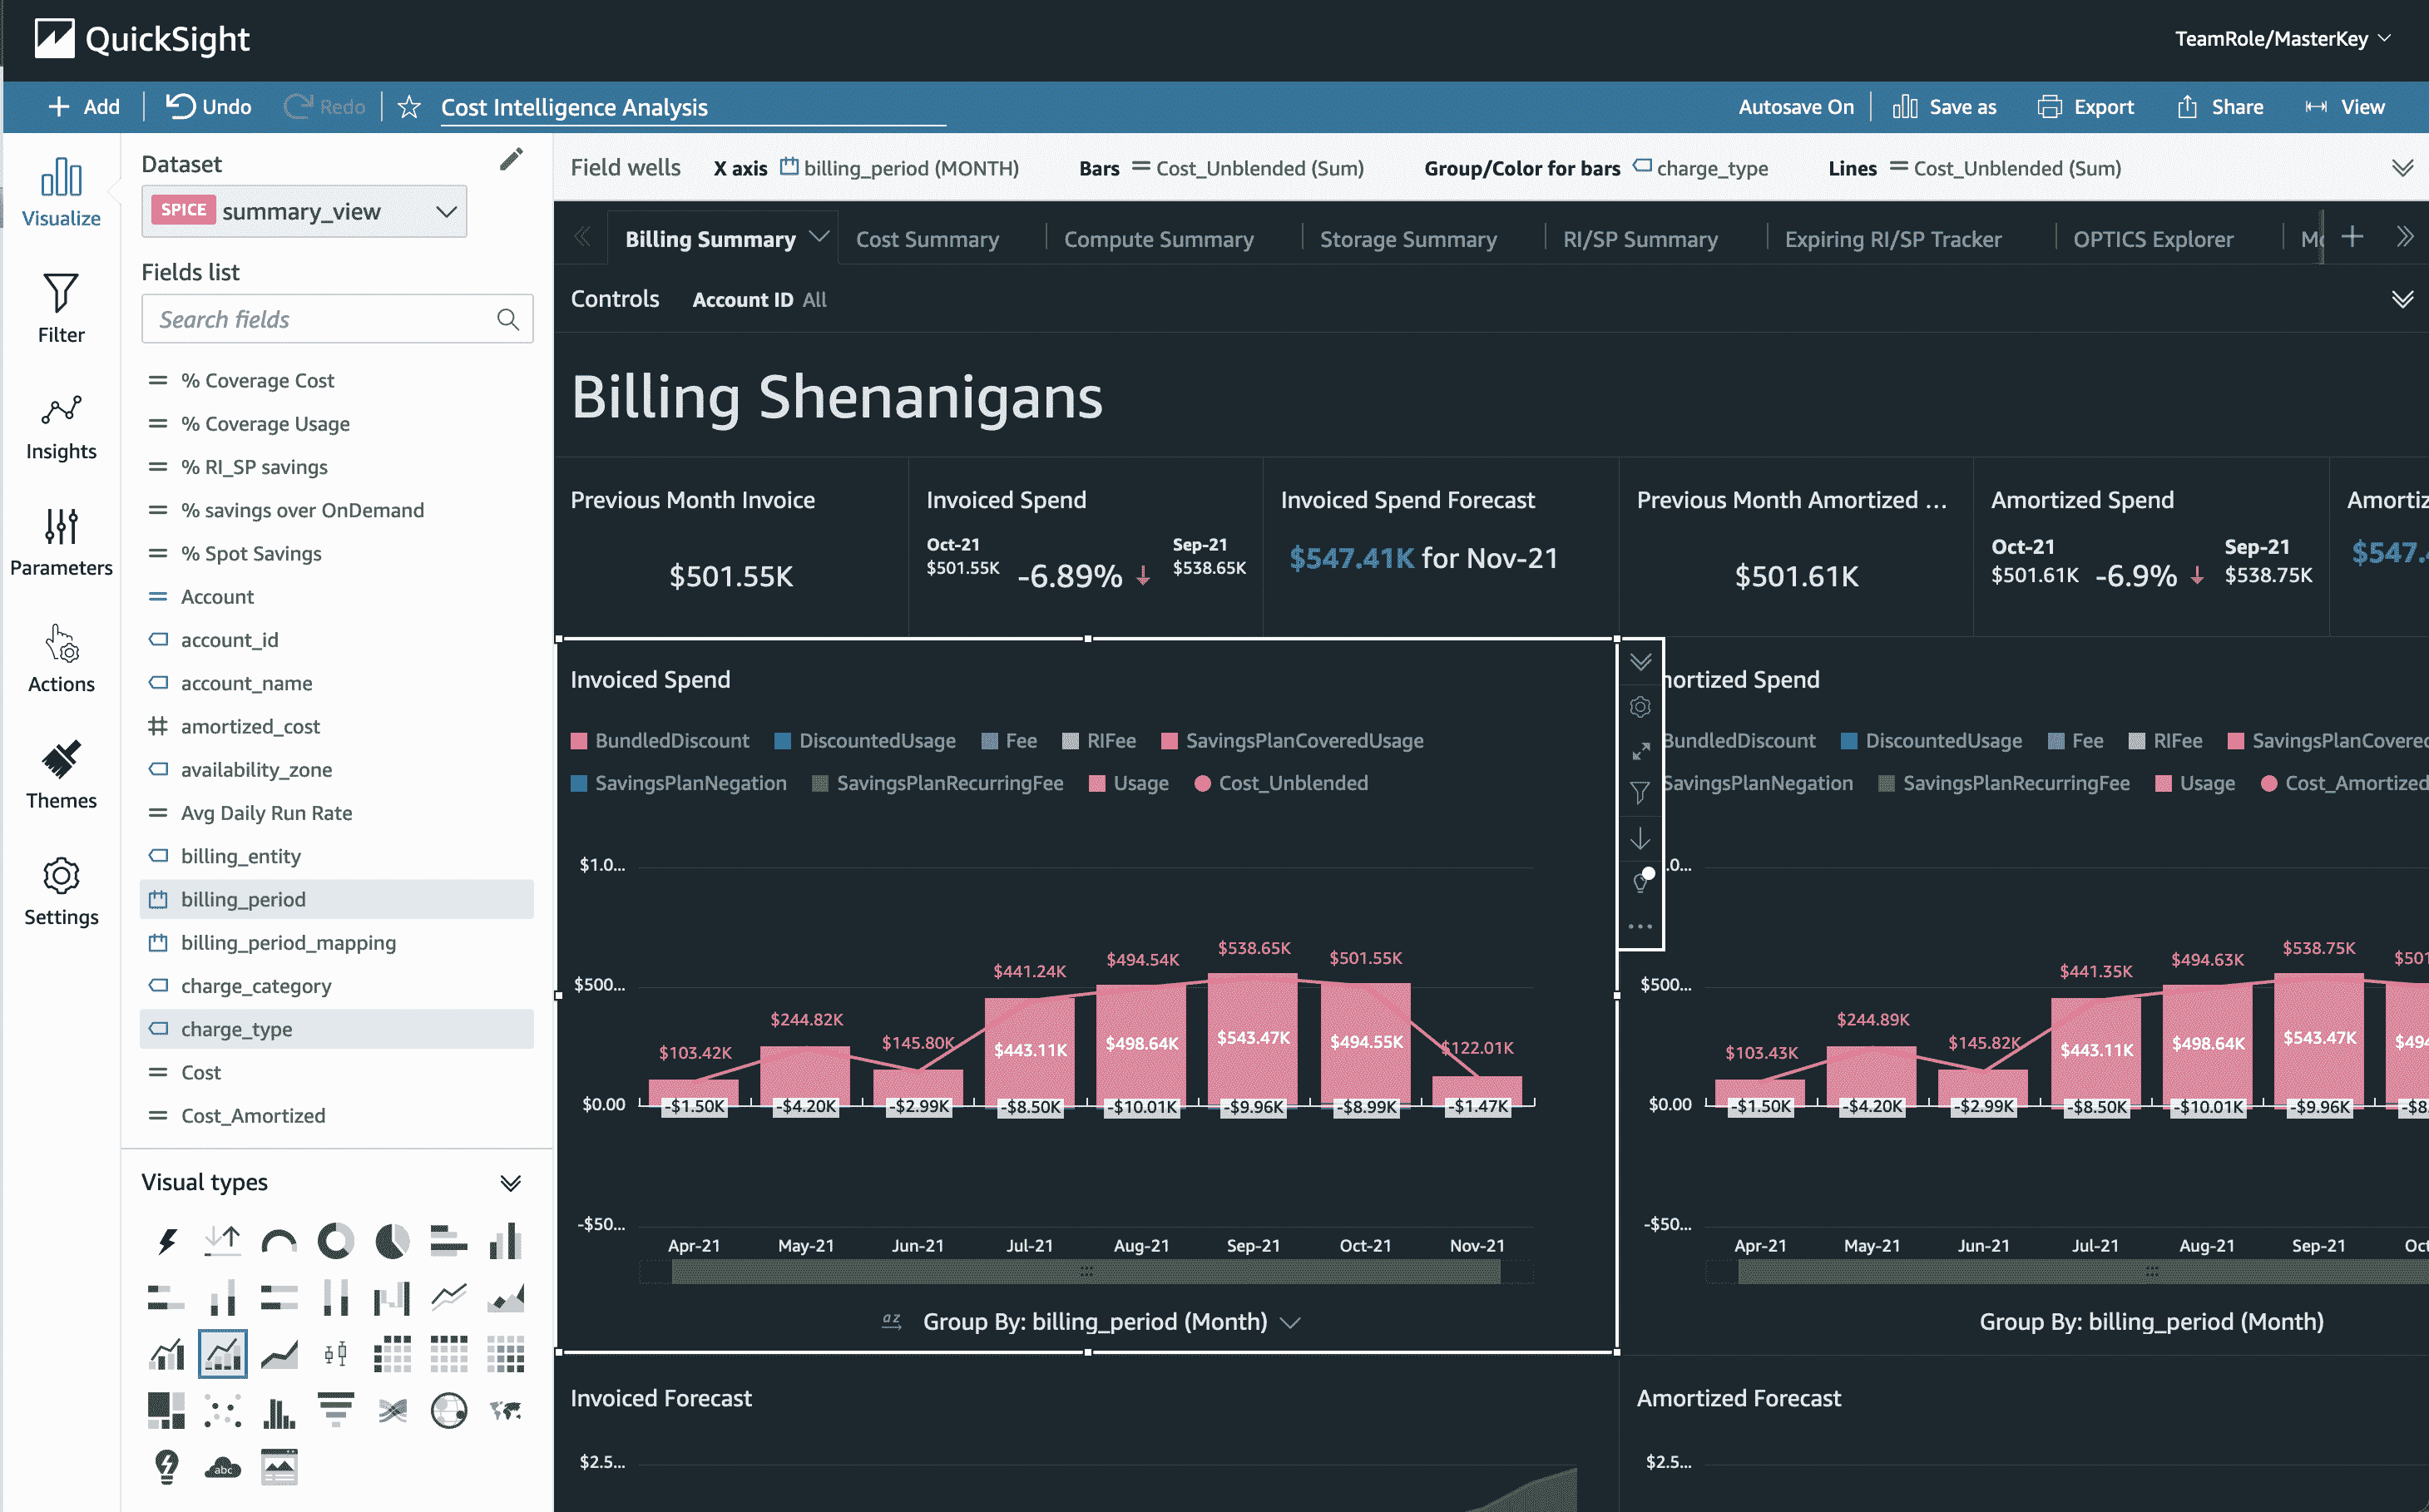 QuickSight
TeamRole/MasterKey
Add
Undo
Redo
Cost Intelligence Analysis
Autosave On
Save as
Export
Share
View
Visualize
Filter
Insights
Parameters
Actions
Themes
Settings
Dataset
SPICE summary_view
Fields list
Search fields
% Coverage Cost
% Coverage Usage
% RI_SP savings
% savings over OnDemand
% Spot Savings
Account
account_id
account_name
amortized_cost
availability_zone
Avg Daily Run Rate
billing_entity
billing_period
billing_period_mapping
charge_category
charge_type
Cost
Cost_Amortized
Visual types
abc
Field wells X axis billing_period (MONTH) Bars Cost_Unblended (Sum) Group/Color for bars charge_type Lines Cost_Unblended (Sum)
Billing Summary Cost Summary Compute Summary Storage Summary RI/SP Summary Expiring RI/SP Tracker OPTICS Explorer
Controls Account ID All
Billing Shenanigans
Previous Month Invoice
$501.55K
Invoiced Spend
Oct-21
$501.55K
-6.89%
Sep-21
$538.65K
Invoiced Spend Forecast
$547.41K for Nov-21
Previous Month Amortized ...
$501.61K
Amortized Spend
Oct-21
$501.61K
-6.9%
Sep-21
$538.75K
Amortiz
$547.
Invoiced Spend
BundledDiscount DiscountedUsage Fee RIFee SavingsPlanCoveredUsage
SavingsPlanNegation SavingsPlanRecurringFee Usage Cost_Unblended
$1.0...
$500...
$0.00
-$50...
$103.42K $244.82K $145.80K $441.24K $494.54K $538.65K $501.55K $122.01K
$443.11K $498.64K $543.47K $494.55K
-$1.50K -$4.20K -$2.99K -$8.50K -$10.01K -$9.96K -$8.99K -$1.47K
Apr-21 May-21 Jun-21 Jul-21 Aug-21 Sep-21 Oct-21 Nov-21
az Group By: billing_period (Month)
mortized Spend
BundledDiscount DiscountedUsage Fee RIFee SavingsPlanCovered
SavingsPlanNegation SavingsPlanRecurringFee Usage Cost_Amortized
.0...
$500...
$0.00
-$50...
$103.43K $244.89K $145.82K $441.35K $494.63K $538.75K $501
$443.11K $498.64K $543.47K $494
-$1.50K -$4.20K -$2.99K -$8.50K -$10.01K -$9.96K -$8
Apr-21 May-21 Jun-21 Jul-21 Aug-21 Sep-21 Oct
Group By: billing_period (Month)
Invoiced Forecast
$2.5...
Amortized Forecast
$2.5...